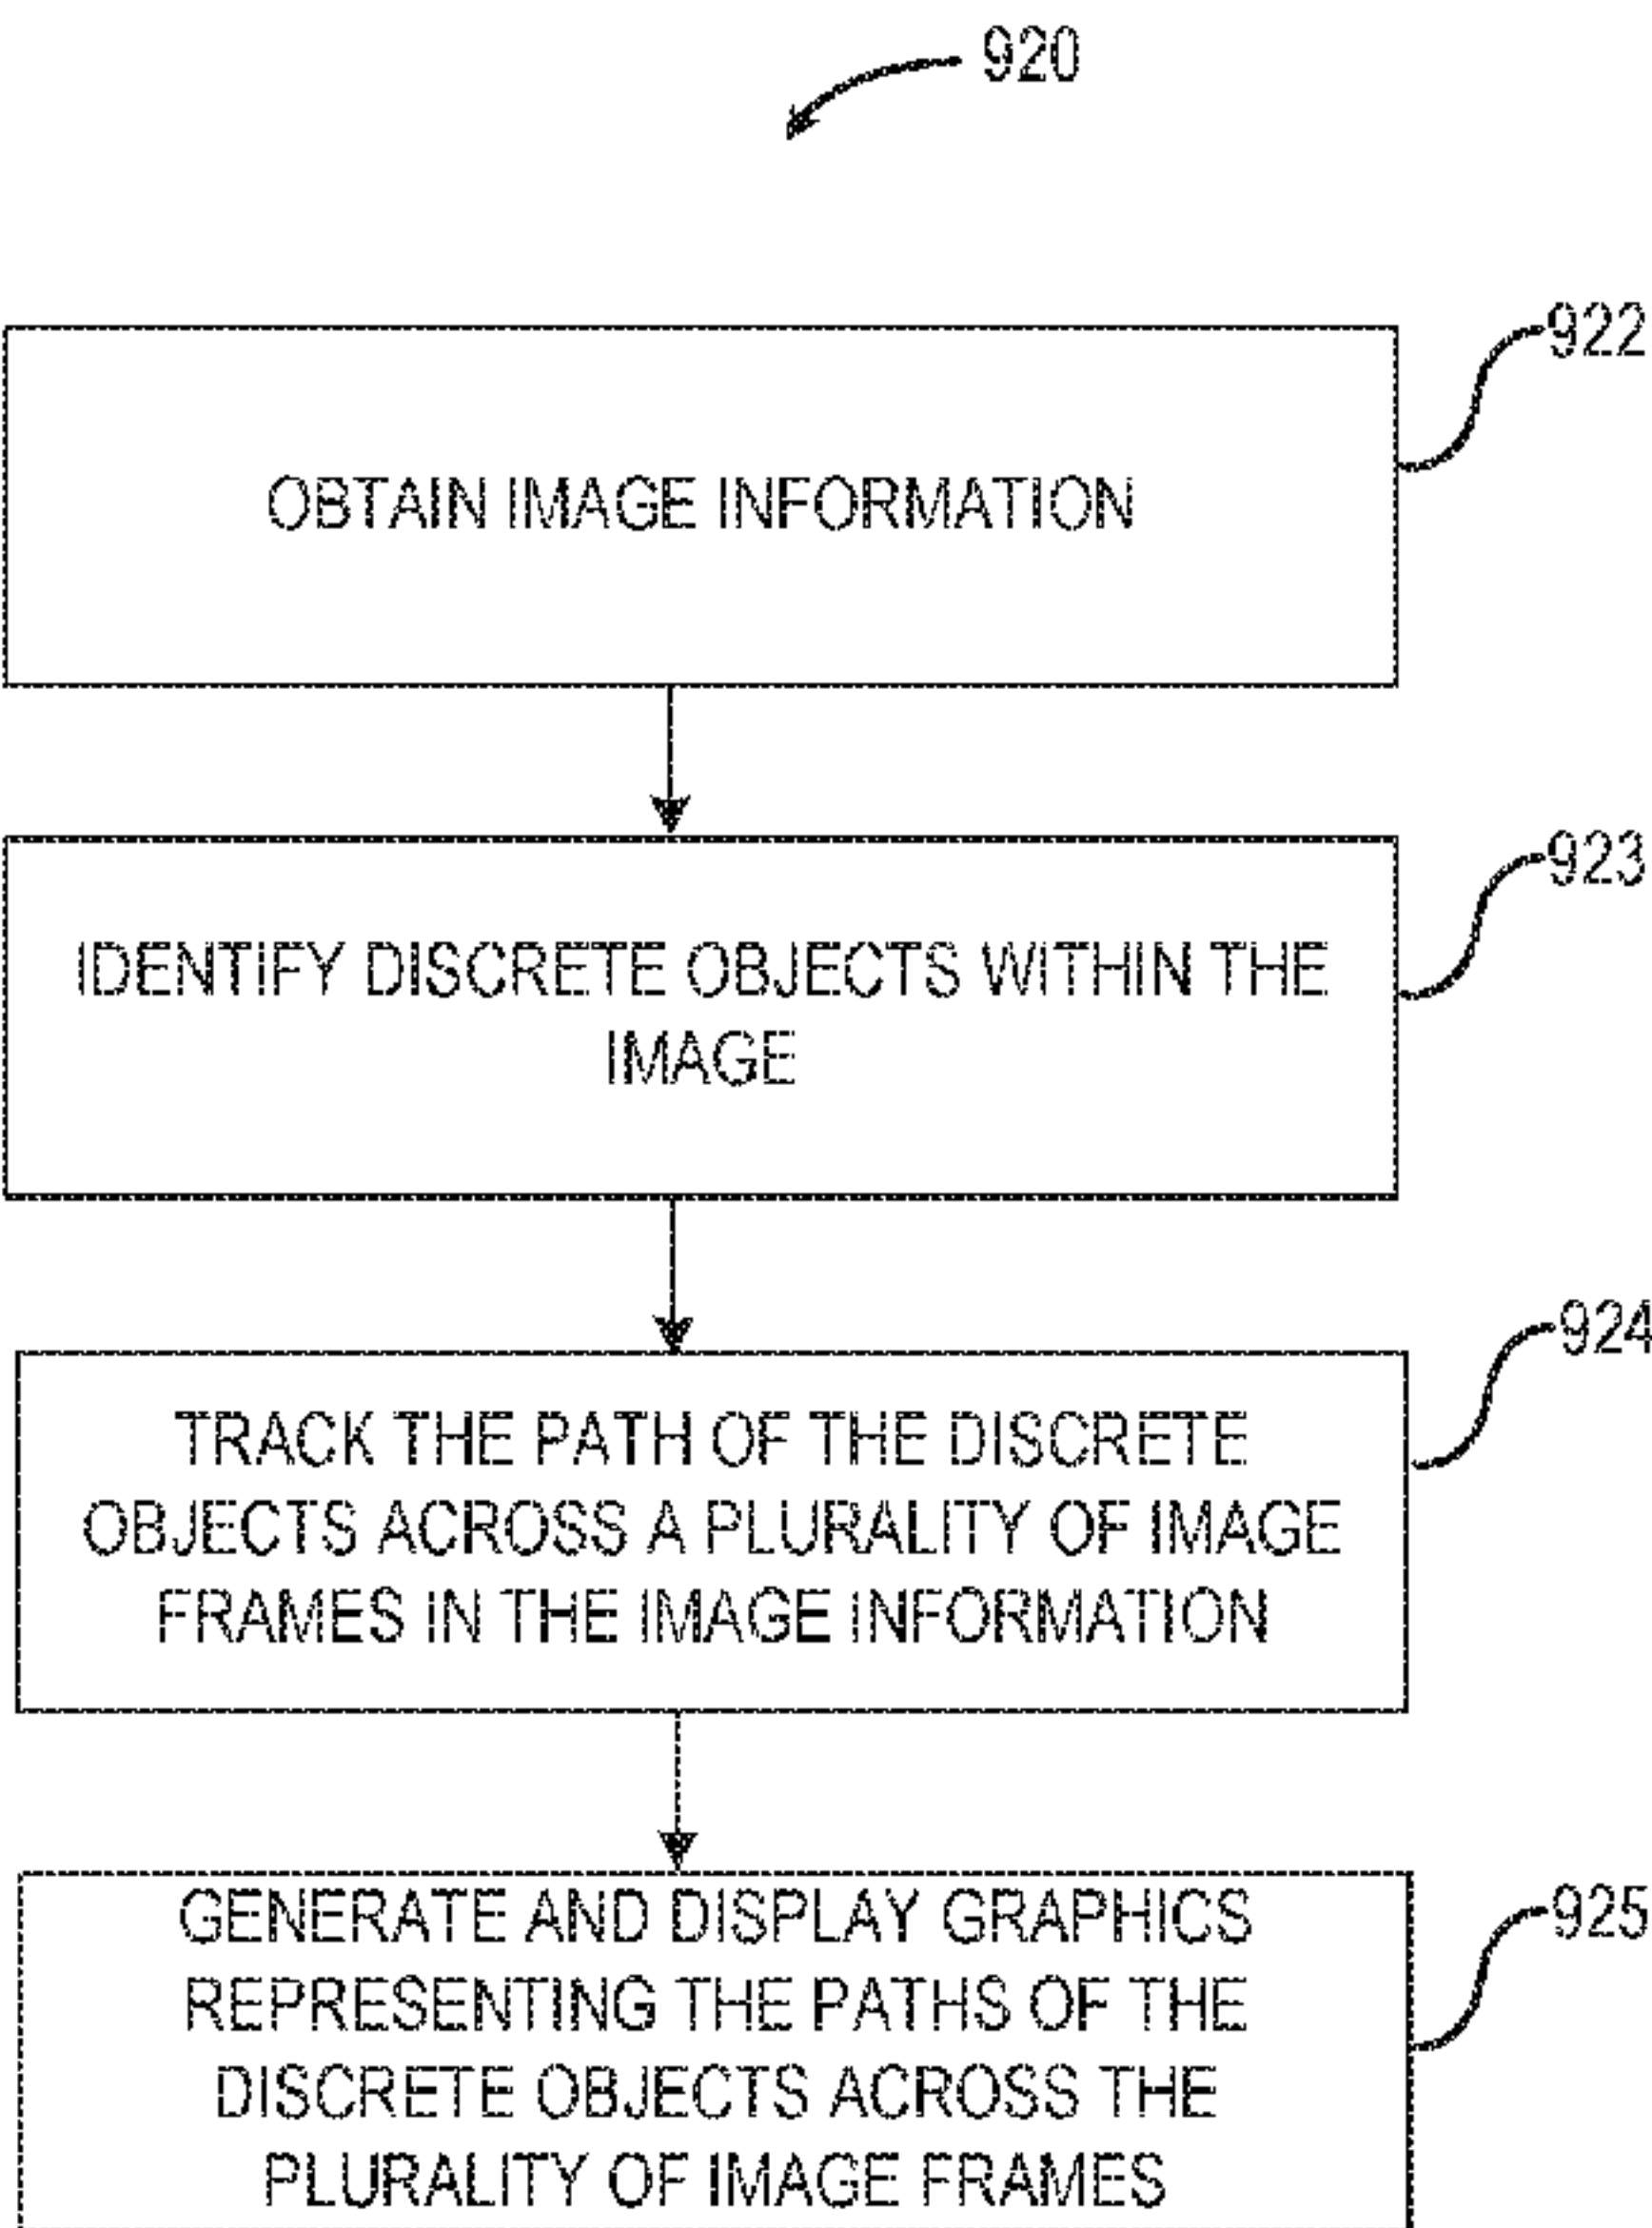 920
922
OBTAIN IMAGE INFORMATION
923
IDENTIFY DISCRETE OBJECTS WITHIN THE
IMAGE
924
TRACK THE PATH OF THE DISCRETE
OBJECTS ACROSS A PLURALITY OF IMAGE
FRAMES IN THE IMAGE INFORMATION
925
GENERATE AND DISPLAY GRAPHICS
REPRESENTING THE PATHS OF THE
DISCRETE OBJECTS ACROSS THE
PLURALITY OF IMAGE FRAMES